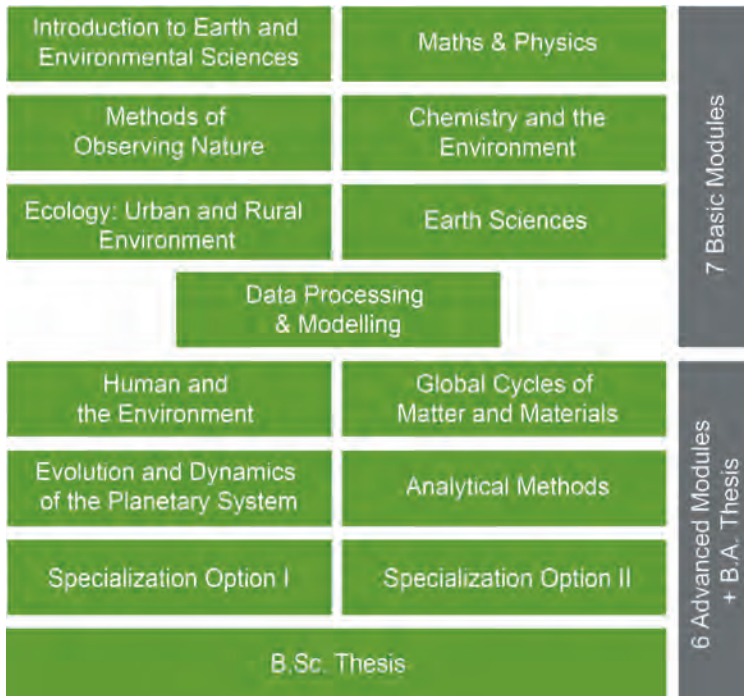 Introduction to Earth and
Environmental Sciences
Maths & Physics
Methods of
Observing Nature
Chemistry and the
Environment
Ecology: Urban and Rural
Environment
Earth Sciences
Data Processing
& Modelling
7 Basic Modules
Human and
the Environment
Global Cycles of
Matter and Materials
Evolution and Dynamics
of the Planetary System
Analytical Methods
Specialization Option I
Specialization Option II
B.Sc. Thesis
6 Advanced Modules
+ B.A. Thesis